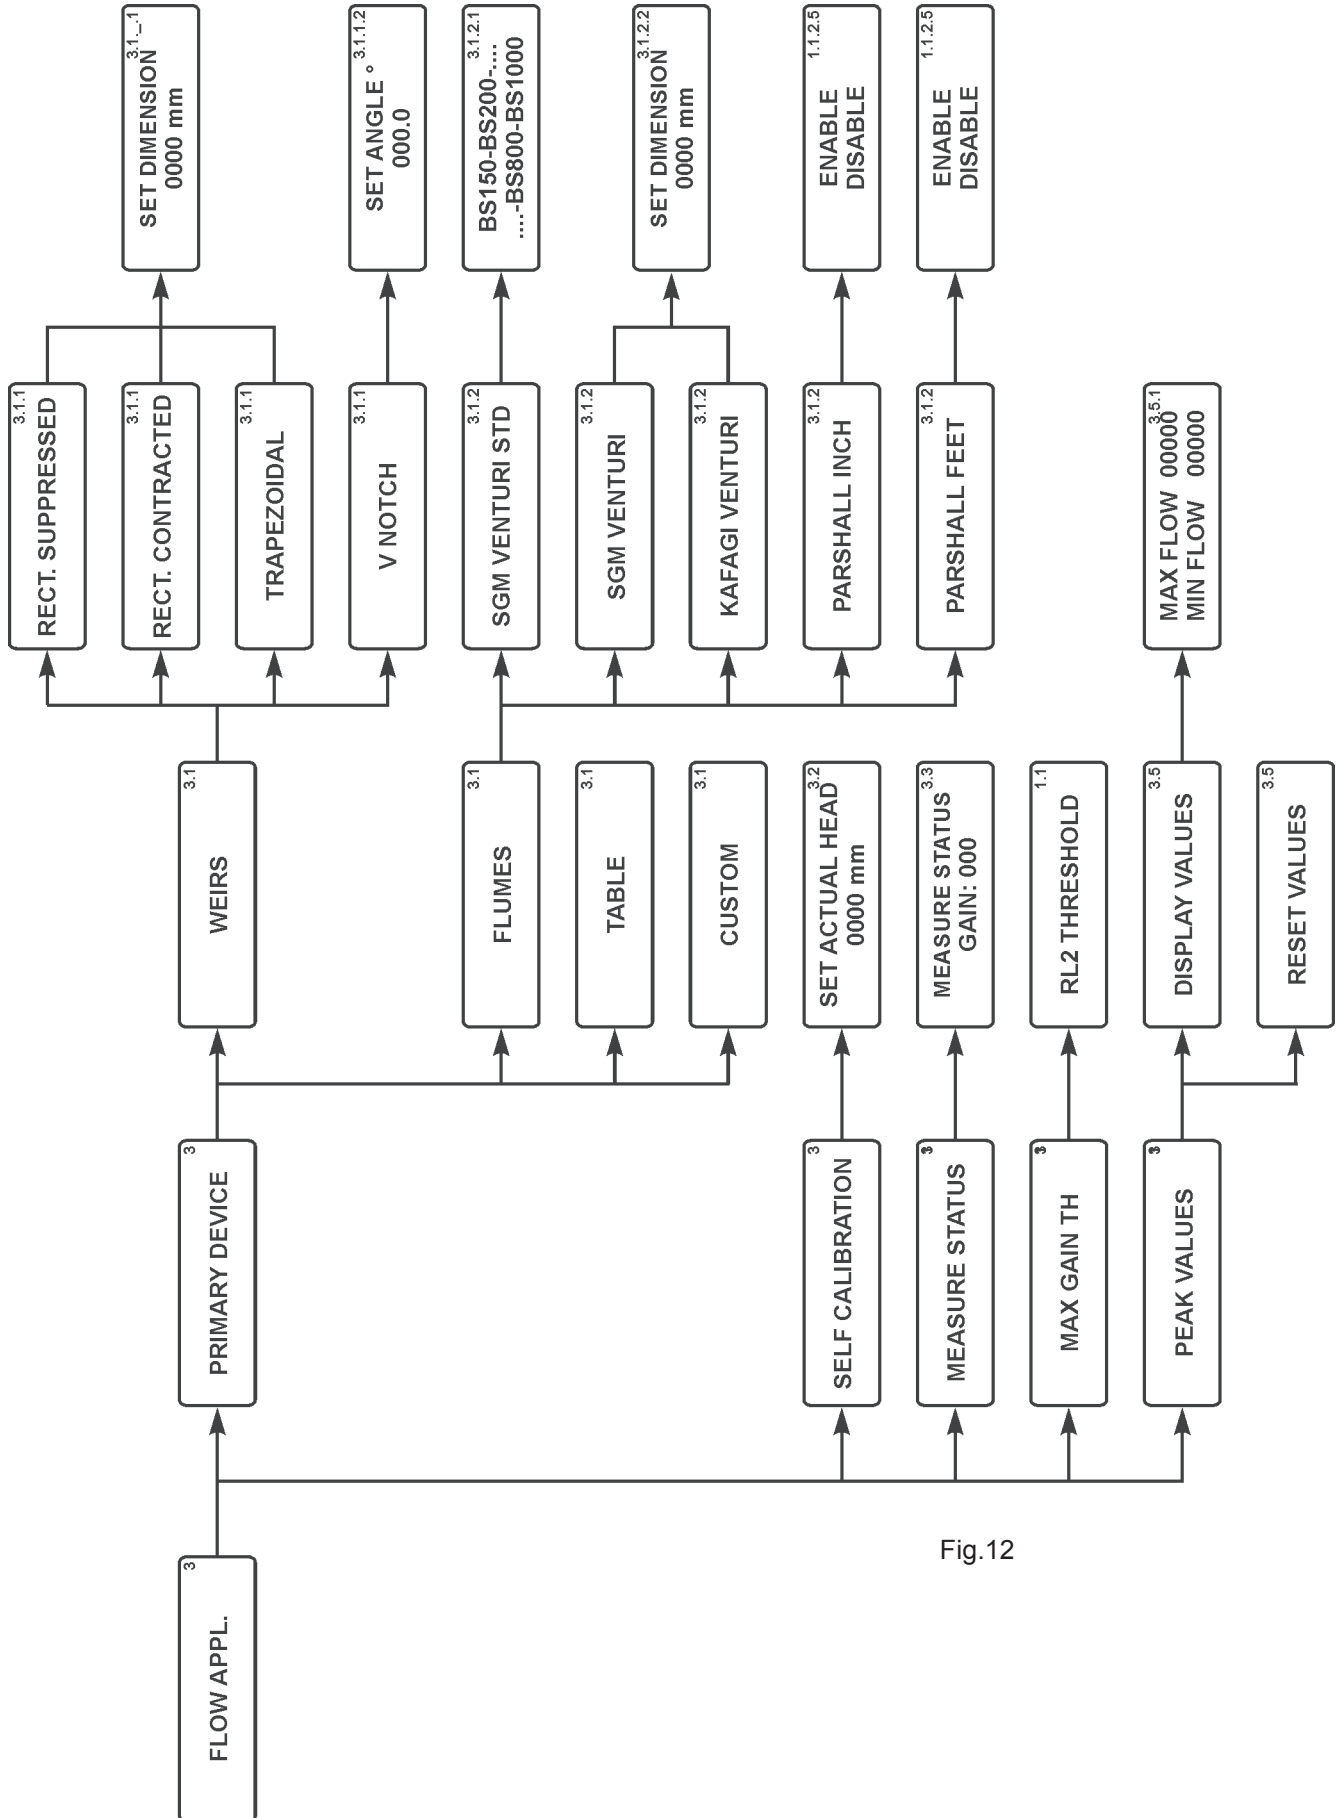 3.1.1
RECT. SUPPRESSED
3.1.1
RECT. CONTRACTED
3.1._.1
SET DIMENSION
0000 mm
3
FLOW APPL.
3
PRIMARY DEVICE
3.1
WEIRS
3.1.1
TRAPEZOIDAL
3.1.1
V NOTCH
3.1.1.2
SET ANGLE °
000.0
3.1
FLUMES
3.1.2
SGM VENTURI STD
3.1.2.1
BS150-BS200-....
....-BS800-BS1000
3.1
TABLE
3.1.2
SGM VENTURI
3.1.2.2
SET DIMENSION
0000 mm
3.1
CUSTOM
3.1.2
KAFAGI VENTURI
3
SELF CALIBRATION
3.2
SET ACTUAL HEAD
0000 mm
3.1.2
PARSHALL INCH
1.1.2.5
ENABLE
DISABLE
3
MEASURE STATUS
3.3
MEASURE STATUS
GAIN: 000
3.1.2
PARSHALL FEET
1.1.2.5
ENABLE
DISABLE
3
MAX GAIN TH
1.1
RL2 THRESHOLD
3
PEAK VALUES
3.5
DISPLAY VALUES
3.5.1
MAX FLOW 00000
MIN FLOW 00000
3.5
RESET VALUES
Fig.12